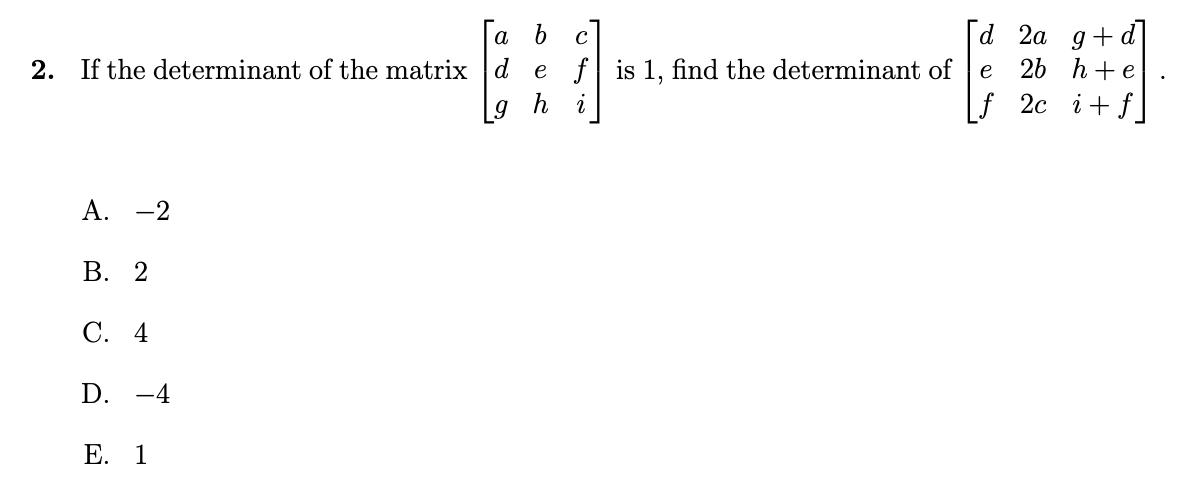 2. If the determinant of the matrix $\begin{bmatrix} a & b & c \\ d & e & f \\ g & h & i \end{bmatrix}$ is 1, find the determinant of $\begin{bmatrix} d & 2a & g+d \\ e & 2b & h+e \\ f & 2c & i+f \end{bmatrix}$.
A. −2
B. 2
C. 4
D. −4
E. 1